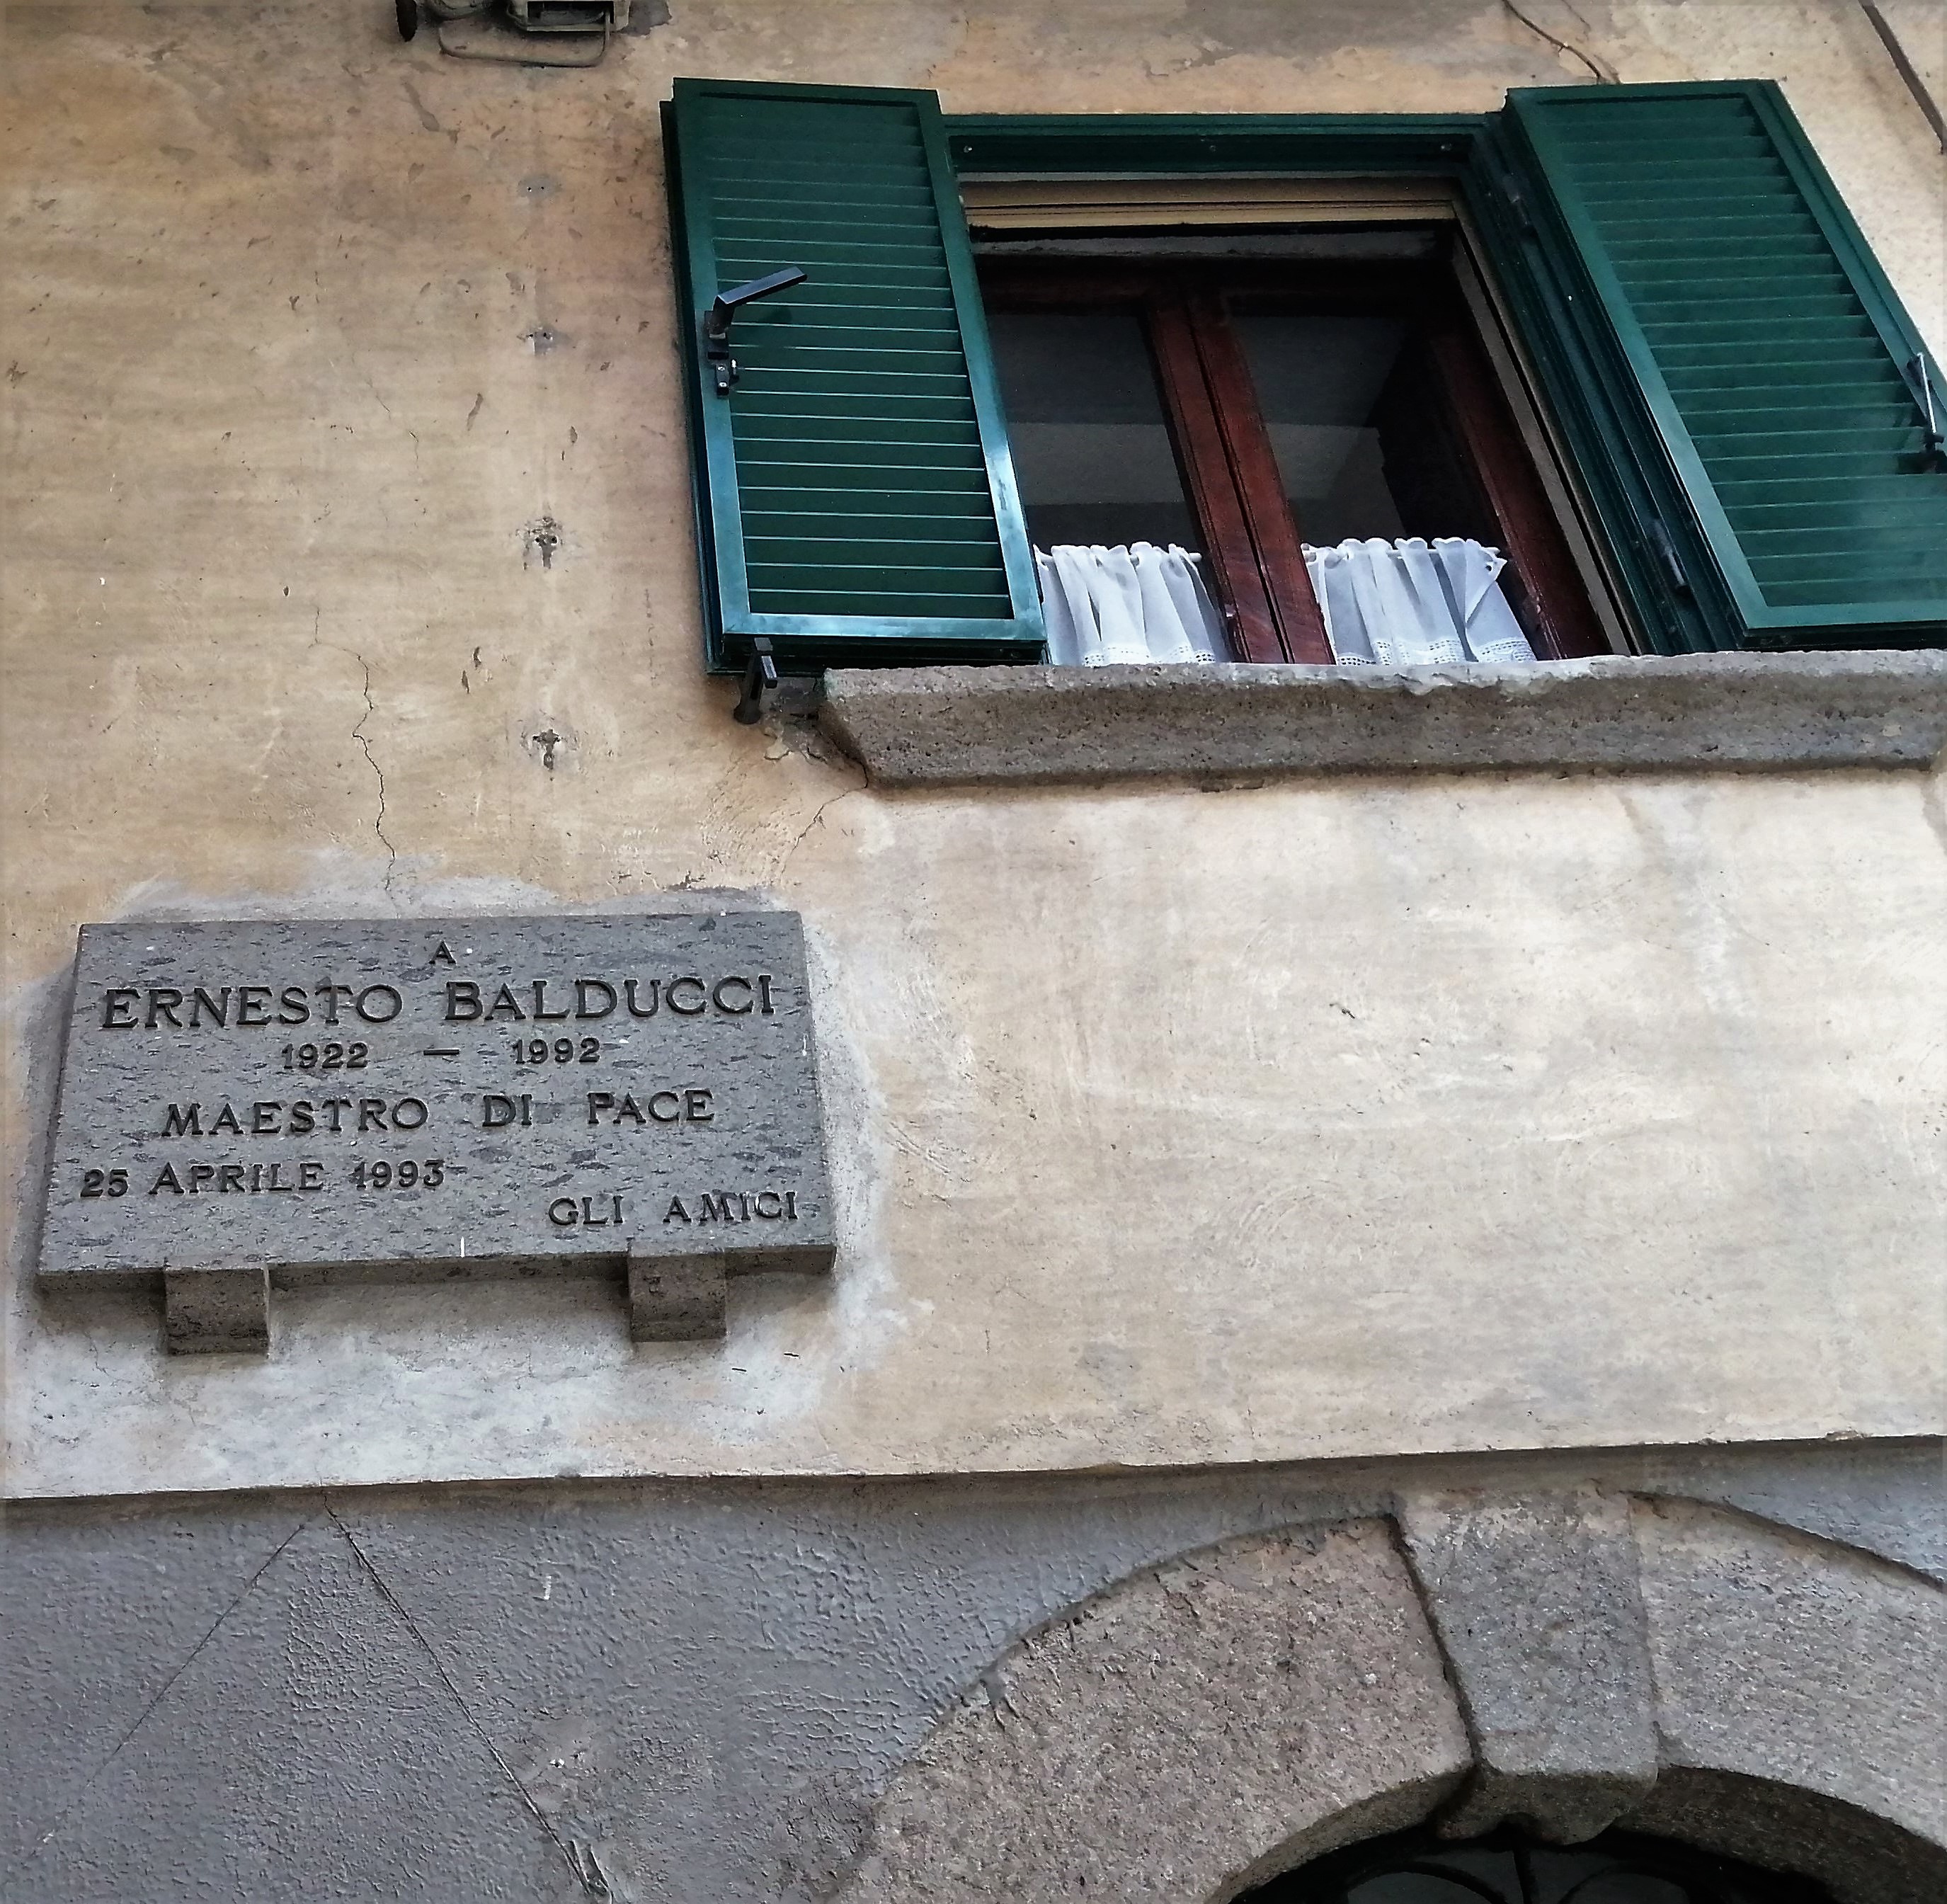 A
ERNESTO BALDUCCI
1922 — 1992
MAESTRO DI PACE
25 APRILE 1993
GLI AMICI